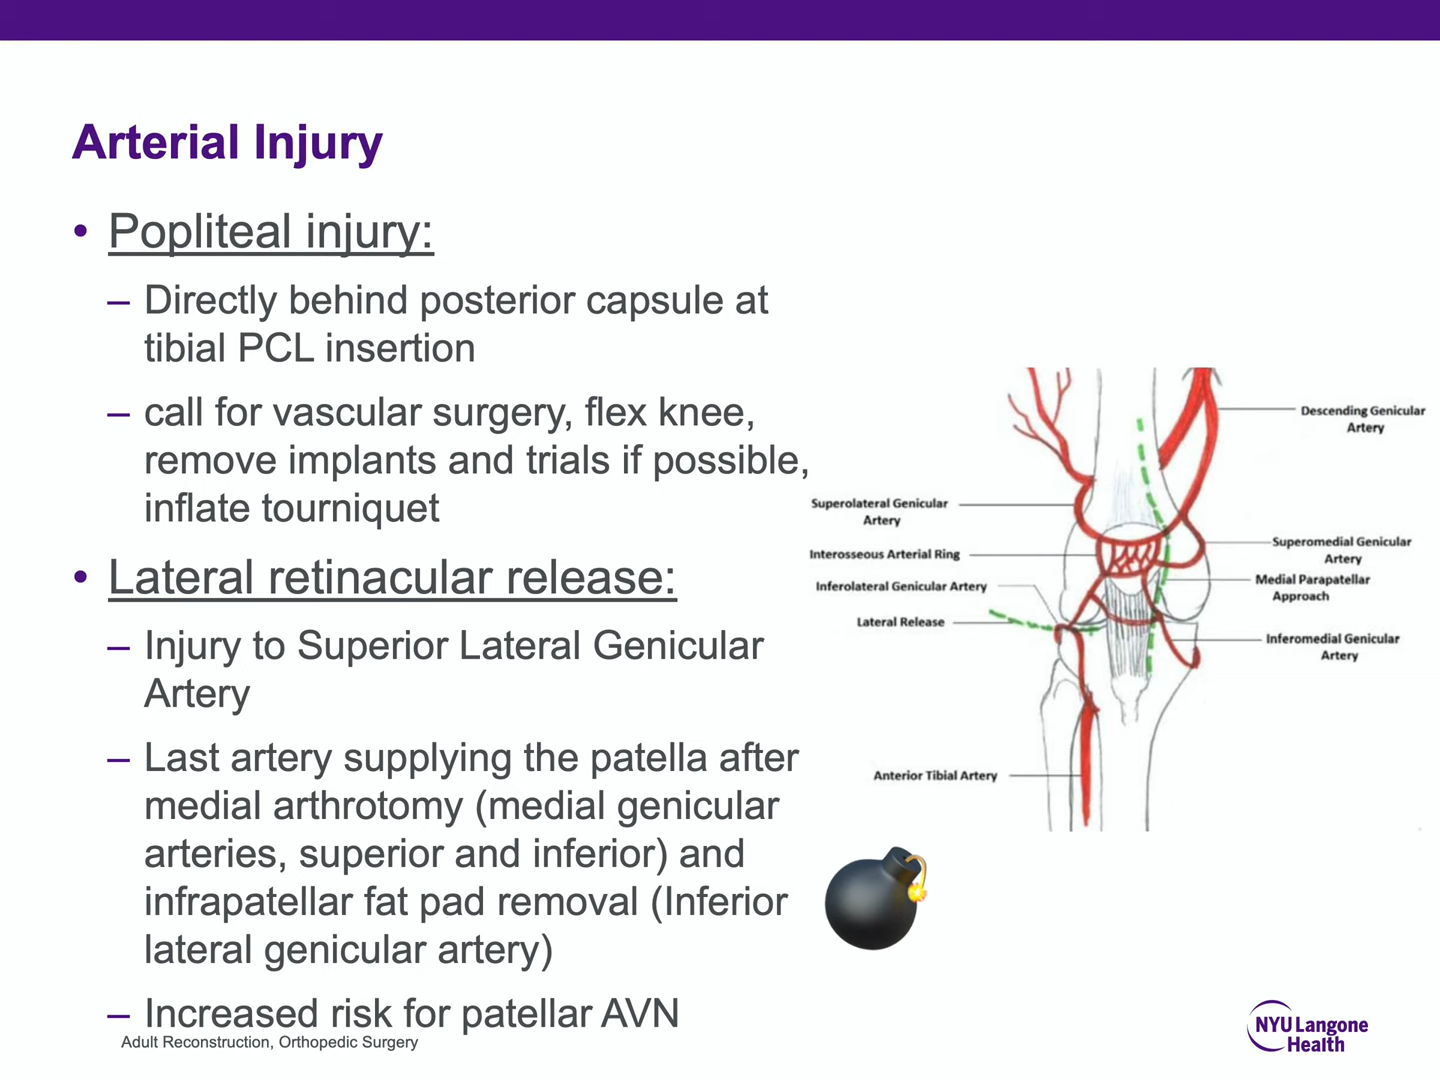 Arterial Injury
• Popliteal injury:
– Directly behind posterior capsule at
tibial PCL insertion
– call for vascular surgery, flex knee,
remove implants and trials if possible,
inflate tourniquet
• Lateral retinacular release:
– Injury to Superior Lateral Genicular
Artery
– Last artery supplying the patella after
medial arthrotomy (medial genicular
arteries, superior and inferior) and
infrapatellar fat pad removal (Inferior
lateral genicular artery)
– Increased risk for patellar AVN
Descending Genicular
Artery
Superolateral Genicular
Artery
Interosseous Arterial Ring
Inferolateral Genicular Artery
Lateral Release
Anterior Tibial Artery
Superomedial Genicular
Artery
Medial Parapatellar
Approach
Inferomedial Genicular
Artery
Adult Reconstruction, Orthopedic Surgery
NYU Langone
Health